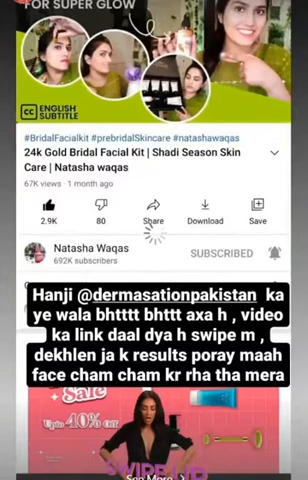 FOR SUPER GLOW
CC ENGLISH
SUBTITLE
#BridalFacialkit #prebridalSkincare #natashawaqas
24k Gold Bridal Facial Kit | Shadi Season Skin
Care | Natasha waqas
67K views · 1 month ago
2.9K 80 Share Download Save
Natasha Waqas
692K subscribers
SUBSCRIBED
Hanji @dermasationpakistan ka
ye wala bhtttt bhttt axa h , video
ka link daal dya h swipe m ,
dekhlen ja k results poray maah
face cham cham kr rha tha mera
Sale
Upto 40% Off
SWIPE UP
See More